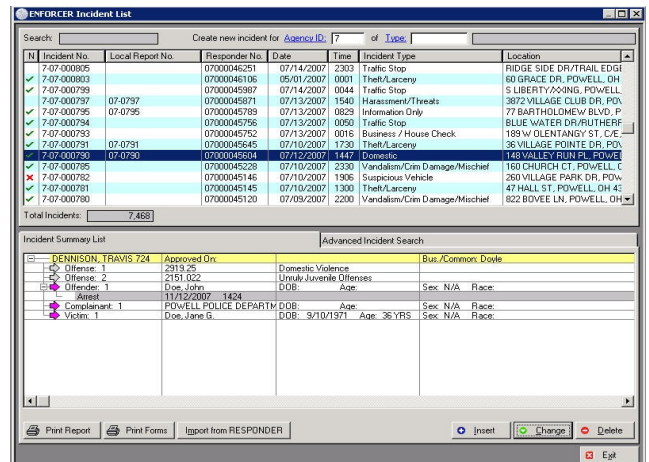 ENFORCER Incident List
Search: Create new incident for Agency ID: 7 of Type:
N Incident No. Local Report No. Responder No. Date Time Incident Type Location
7-07-000805 07000046251 07/14/2007 2303 Traffic Stop RIDGE SIDE DR/TRAIL EDGE
7-07-000803 07000046106 05/01/2007 0001 Theft/Larceny 60 GRACE DR, POWELL, OH
7-07-000799 07000045987 07/14/2007 0044 Traffic Stop S LIBERTY/XXING, POWELL
7-07-000797 07-0797 07000045871 07/13/2007 1540 Harassment/Threats 3872 VILLAGE CLUB DR, POW
7-07-000795 07-0795 07000045789 07/13/2007 0829 Information Only 77 BARTHOLOMEW BLVD, P
7-07-000794 07000045756 07/13/2007 0050 Traffic Stop BLUE WATER DR/RUTHERF
7-07-000793 07000045752 07/13/2007 0016 Business / House Check 189 W OLENTANGY ST, C/E,
7-07-000791 07-0791 07000045645 07/10/2007 1730 Theft/Larceny 36 VILLAGE POINTE DR, POV
7-07-000790 07-0790 07000045604 07/12/2007 1447 Domestic 148 VALLEY RUN PL, POWEL
7-07-000785 07000045228 07/10/2007 2330 Vandalism/Crim Damage/Mischief 160 CHURCH CT, POWELL, O
7-07-000782 07000045146 07/10/2007 1906 Suspicious Vehicle 260 VILLAGE PARK DR, POW
7-07-000781 07000045145 07/10/2007 1300 Theft/Larceny 47 HALL ST, POWELL, OH 43
7-07-000780 07000045120 07/09/2007 2200 Vandalism/Crim Damage/Mischief 822 BOVEE LN, POWELL, OH
Total Incidents: 7,468
Incident Summary List Advanced Incident Search
DENNISON, TRAVIS 724 Approved On: Bus./Common: Doyle
Offense: 1 2919.25 Domestic Violence
Offense: 2 2151.022 Unruly Juvenile Offenses
Offender: 1 Doe, John DOB: Age: Sex: N/A Race:
Arrest 11/12/2007 1424
Complainant: 1 POWELL POLICE DEPARTM DOB: Age: Sex: N/A Race:
Victim: 1 Doe, Jane G. DOB: 9/10/1971 Age: 36 YRS Sex: N/A Race:
Print Report Print Forms Import from RESPONDER Insert Change Delete
Exit